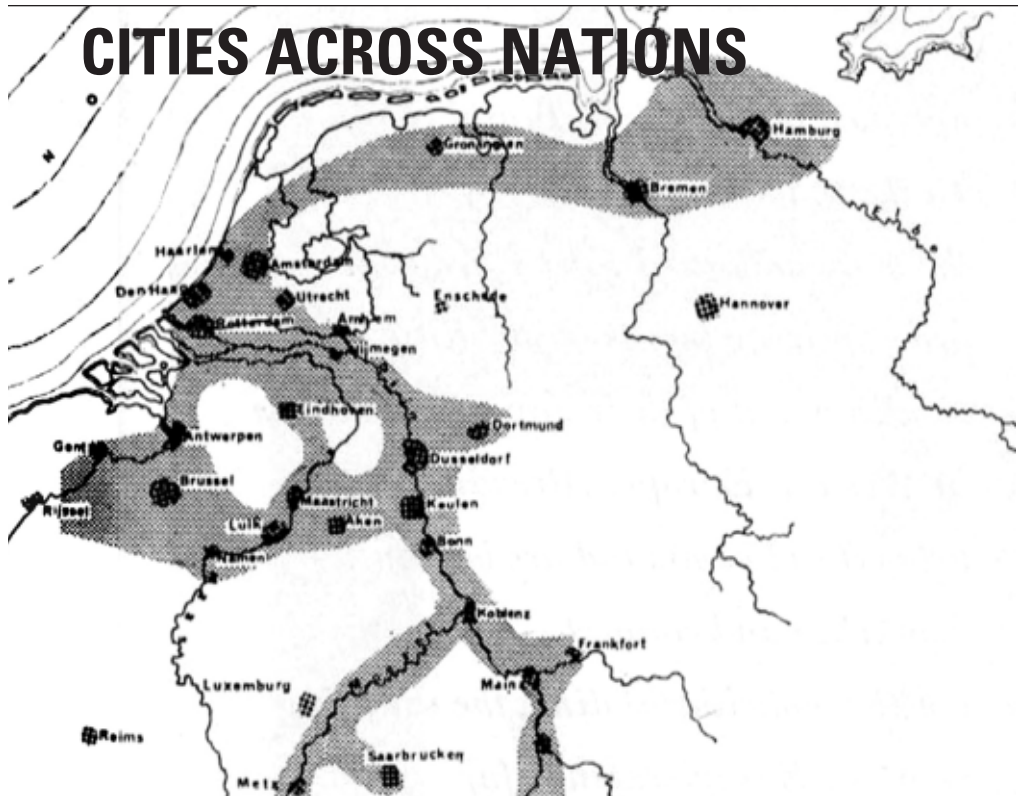 CITIES ACROSS NATIONS
N O
Hamburg
Groningen
Bremen
Haarlem
Amsterdam
Den Haag
Utrecht
Enschede
Hannover
Rotterdam
Arnhem
Nijmegen
Eindhoven
Dortmund
Antwerpen
Gent
Dusseldorf
Brussel
Maastricht
Keulen
Rijssel
Luik
Aken
Namen
Bonn
Koblenz
Frankfort
Mainz
Luxemburg
Reims
Saarbrucken
Metz